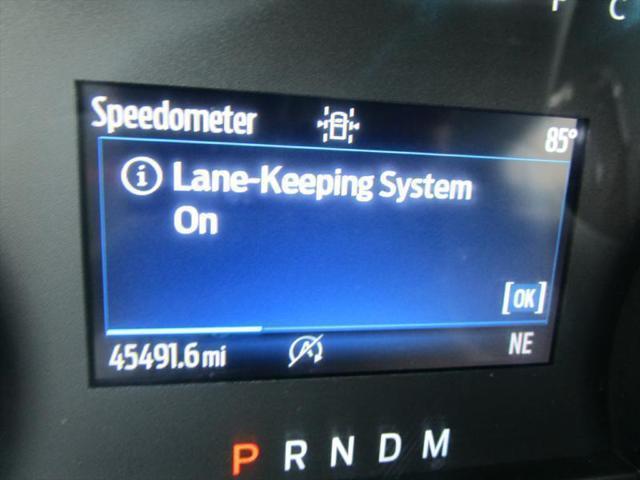 F C
Speedometer 85°
i Lane-Keeping System
On
[OK]
45491.6 mi A NE
P R N D M